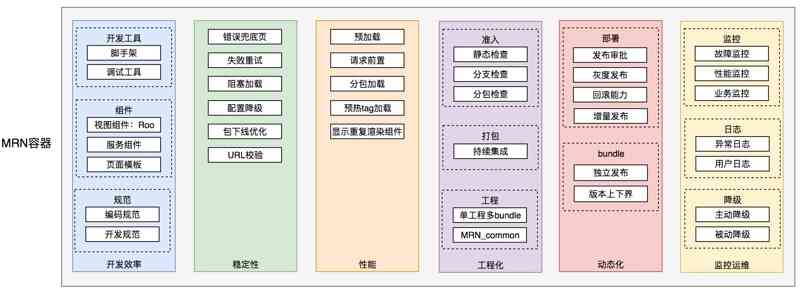 MRN容器
开发工具
脚手架
调试工具
组件
视图组件：Roo
服务组件
页面模板
规范
编码规范
开发规范
开发效率
错误兜底页
失败重试
阻塞加载
配置降级
包下线优化
URL校验
稳定性
预加载
请求前置
分包加载
预热tag加载
显示重复渲染组件
性能
准入
静态检查
分支检查
分包检查
打包
持续集成
工程
单工程多bundle
MRN_common
工程化
部署
发布审批
灰度发布
回滚能力
增量发布
bundle
独立发布
版本上下界
动态化
监控
故障监控
性能监控
业务监控
日志
异常日志
用户日志
降级
主动降级
被动降级
监控运维